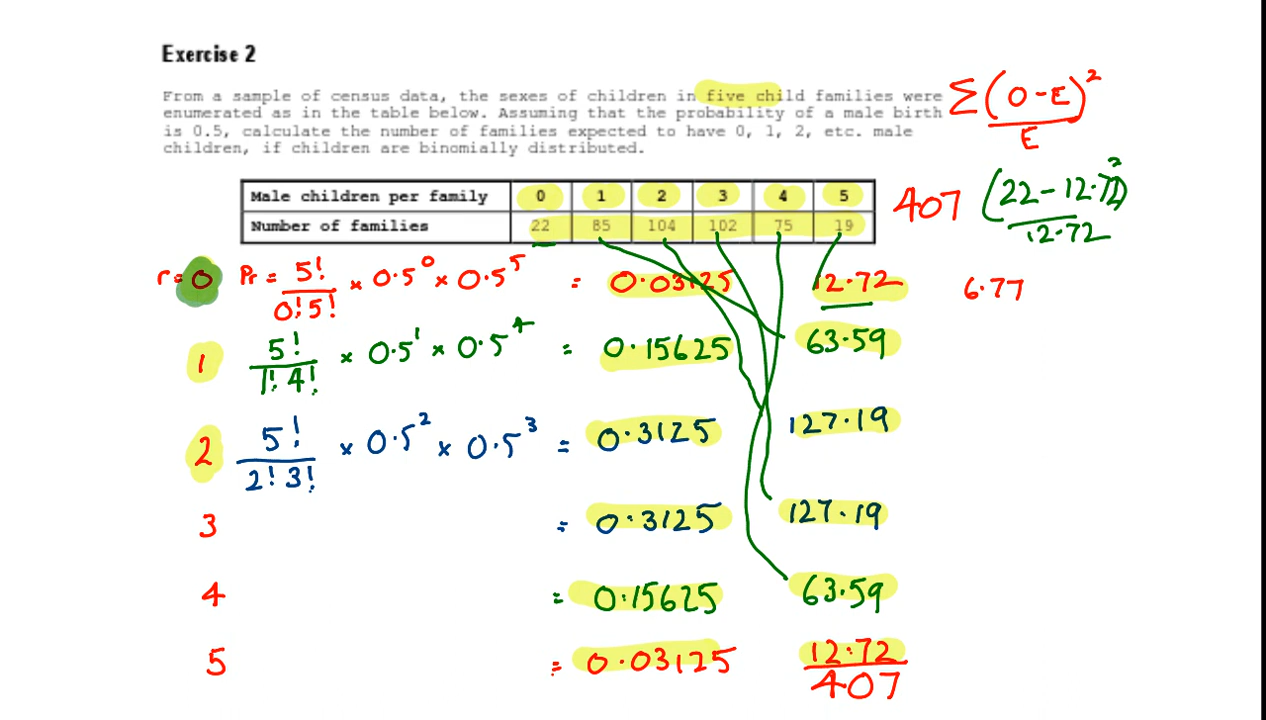 Exercise 2
From a sample of census data, the sexes of children in five child families were
enumerated as in the table below. Assuming that the probability of a male birth
is 0.5, calculate the number of families expected to have 0, 1, 2, etc. male
children, if children are binomially distributed.
Σ (O-E)²
E
Male children per family 0 1 2 3 4 5
Number of families 22 85 104 102 75 19
407 (22-12.72)²
12.72
r=0 Pr = 5!/0!5! × 0.5⁰ × 0.5⁵ = 0.03125 12.72 6.77
1 5!/1!4! × 0.5¹ × 0.5⁴ = 0.15625 63.59
2 5!/2!3! × 0.5² × 0.5³ = 0.3125 127.19
3 = 0.3125 127.19
4 = 0.15625 63.59
5 = 0.03125 12.72
407